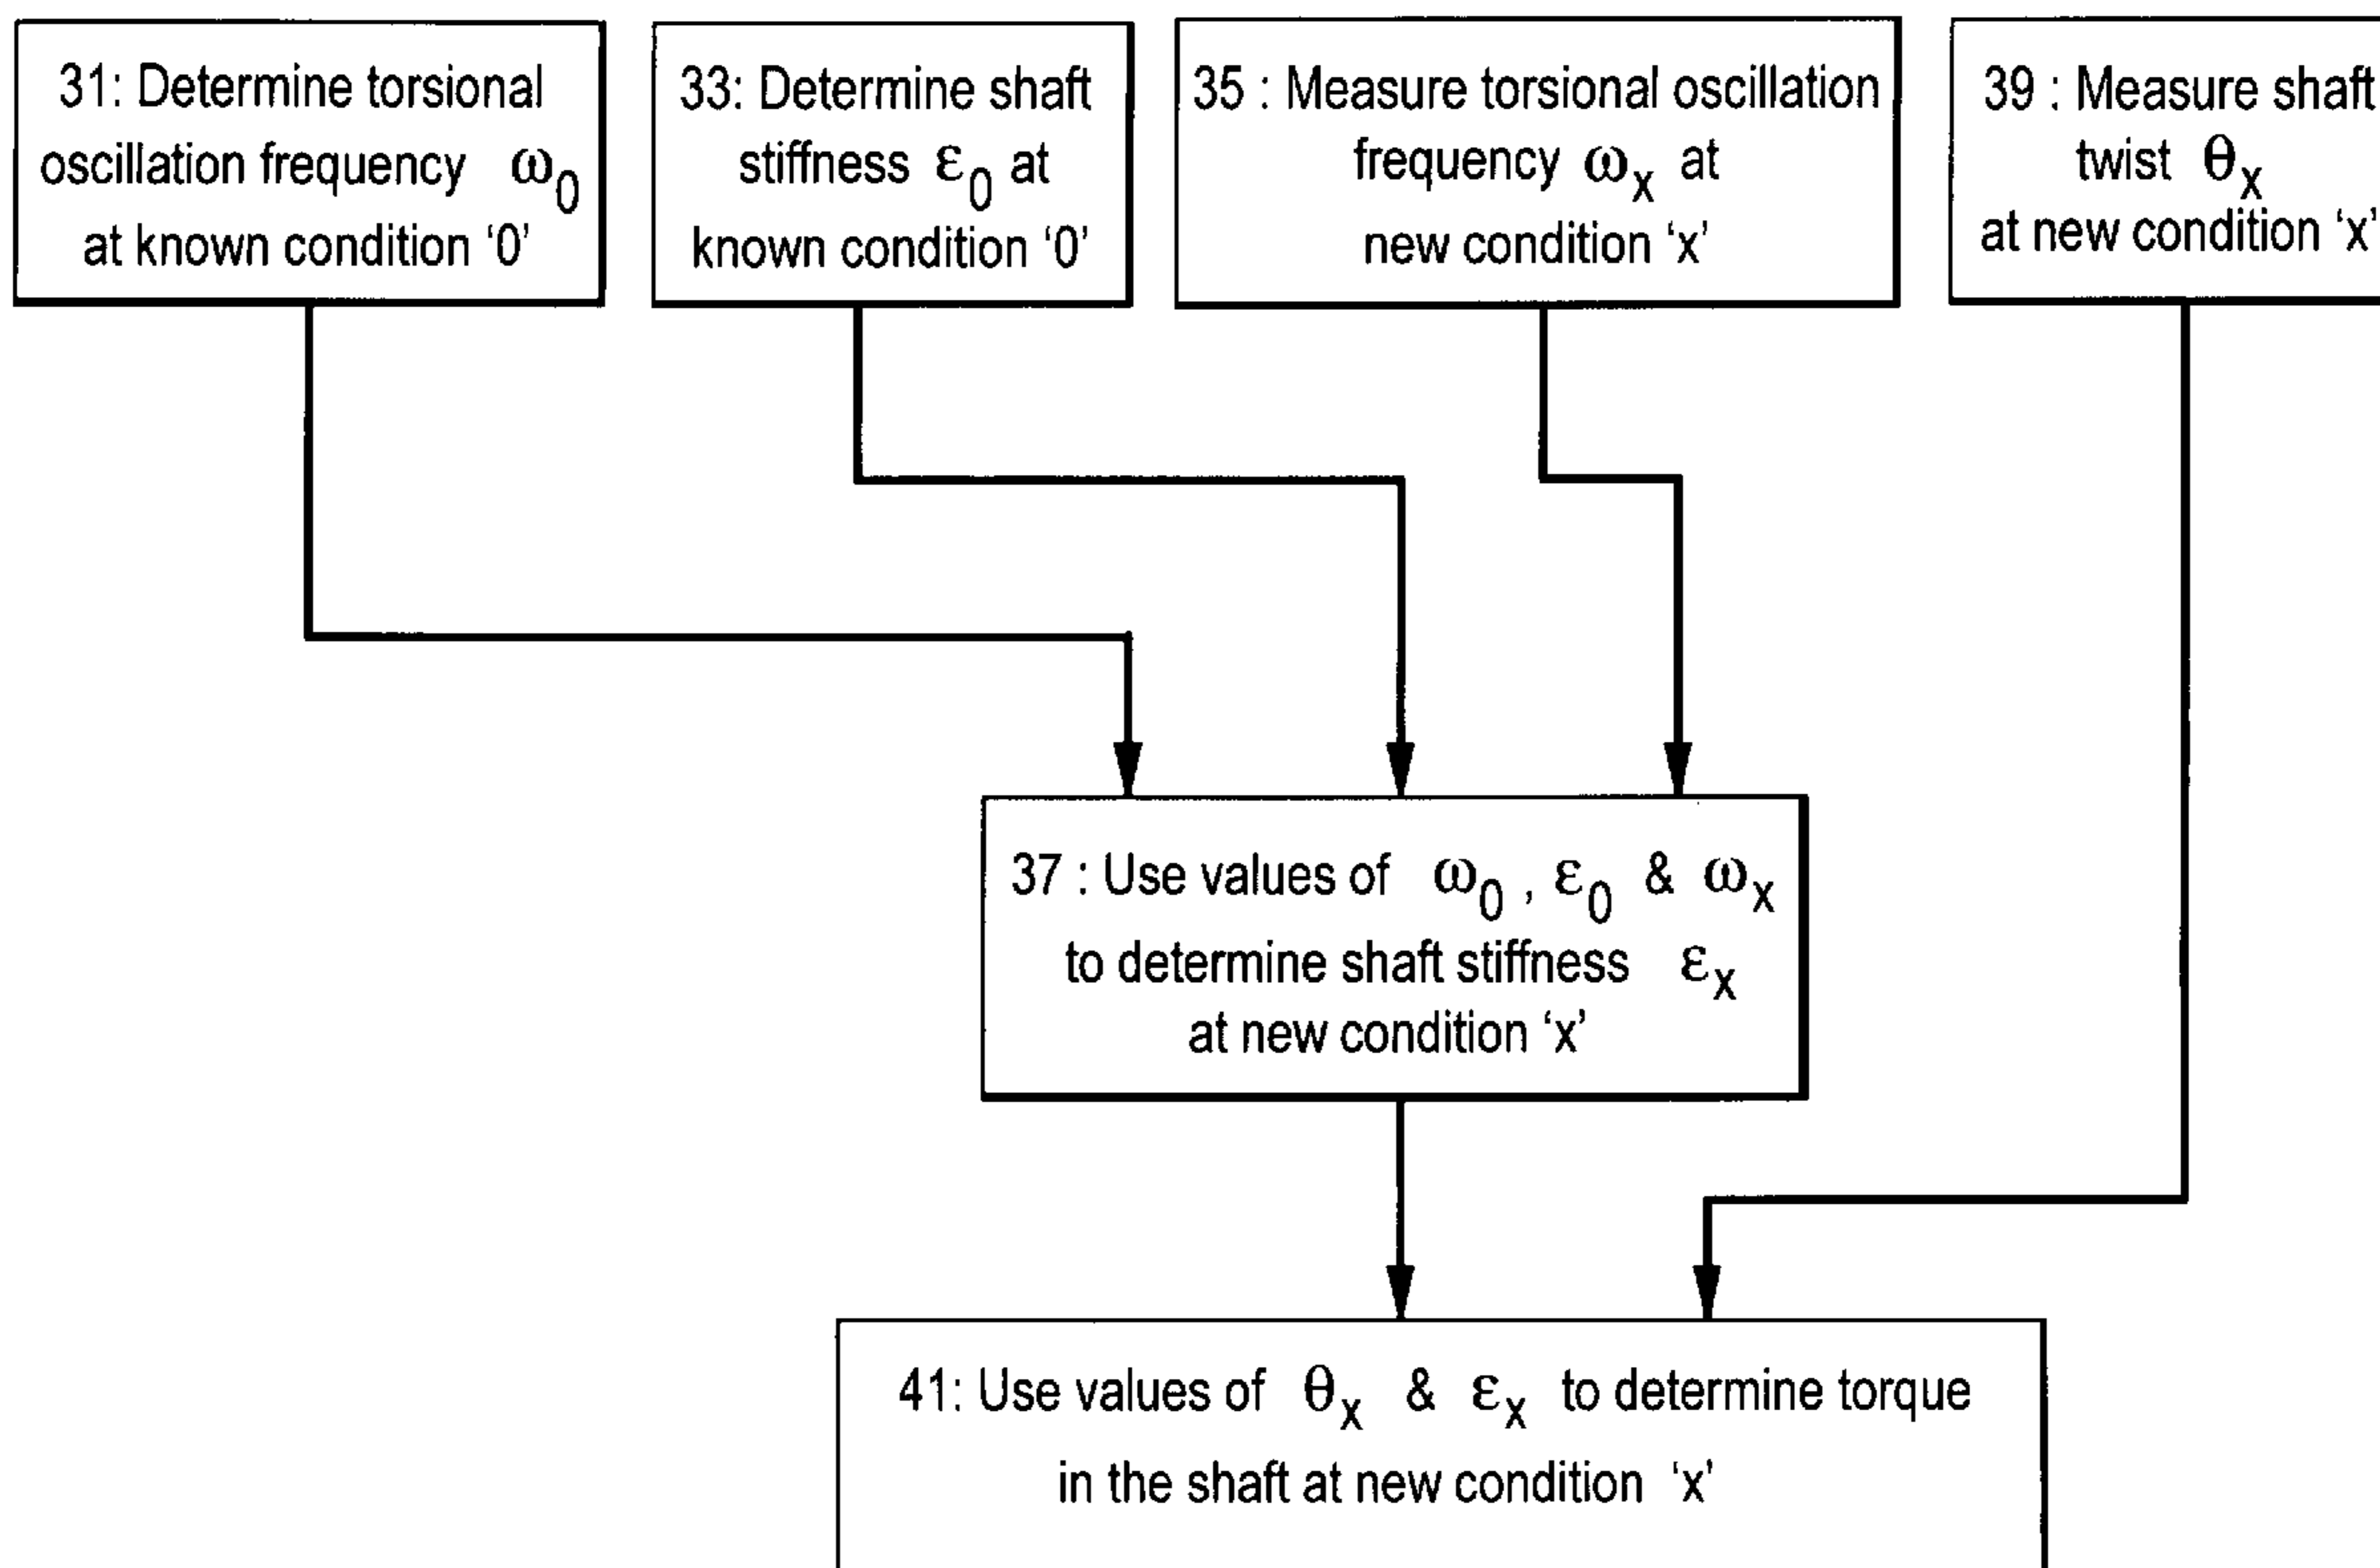 31: Determine torsional
oscillation frequency ω₀
at known condition ‘0’
33: Determine shaft
stiffness ε₀ at
known condition ‘0’
35 : Measure torsional oscillation
frequency ωₓ at
new condition ‘x’
39 : Measure shaft
twist θₓ
at new condition ‘x’
37 : Use values of ω₀ , ε₀ & ωₓ
to determine shaft stiffness εₓ
at new condition ‘x’
41: Use values of θₓ & εₓ to determine torque
in the shaft at new condition ‘x’